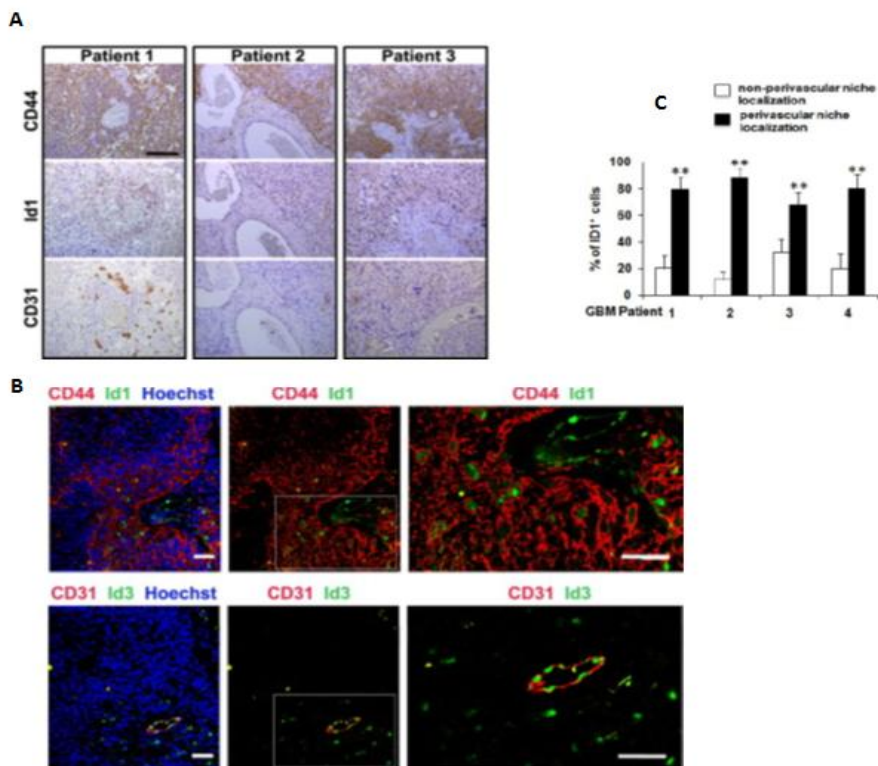 A
Patient 1 Patient 2 Patient 3
CD44
Id1
CD31
C
non-perivascular niche
localization
perivascular niche
localization
% of ID1⁺ cells
100
80
60
40
20
0
** ** ** **
GBM Patient 1 2 3 4
B
CD44 Id1 Hoechst CD44 Id1 CD44 Id1
CD31 Id3 Hoechst CD31 Id3 CD31 Id3